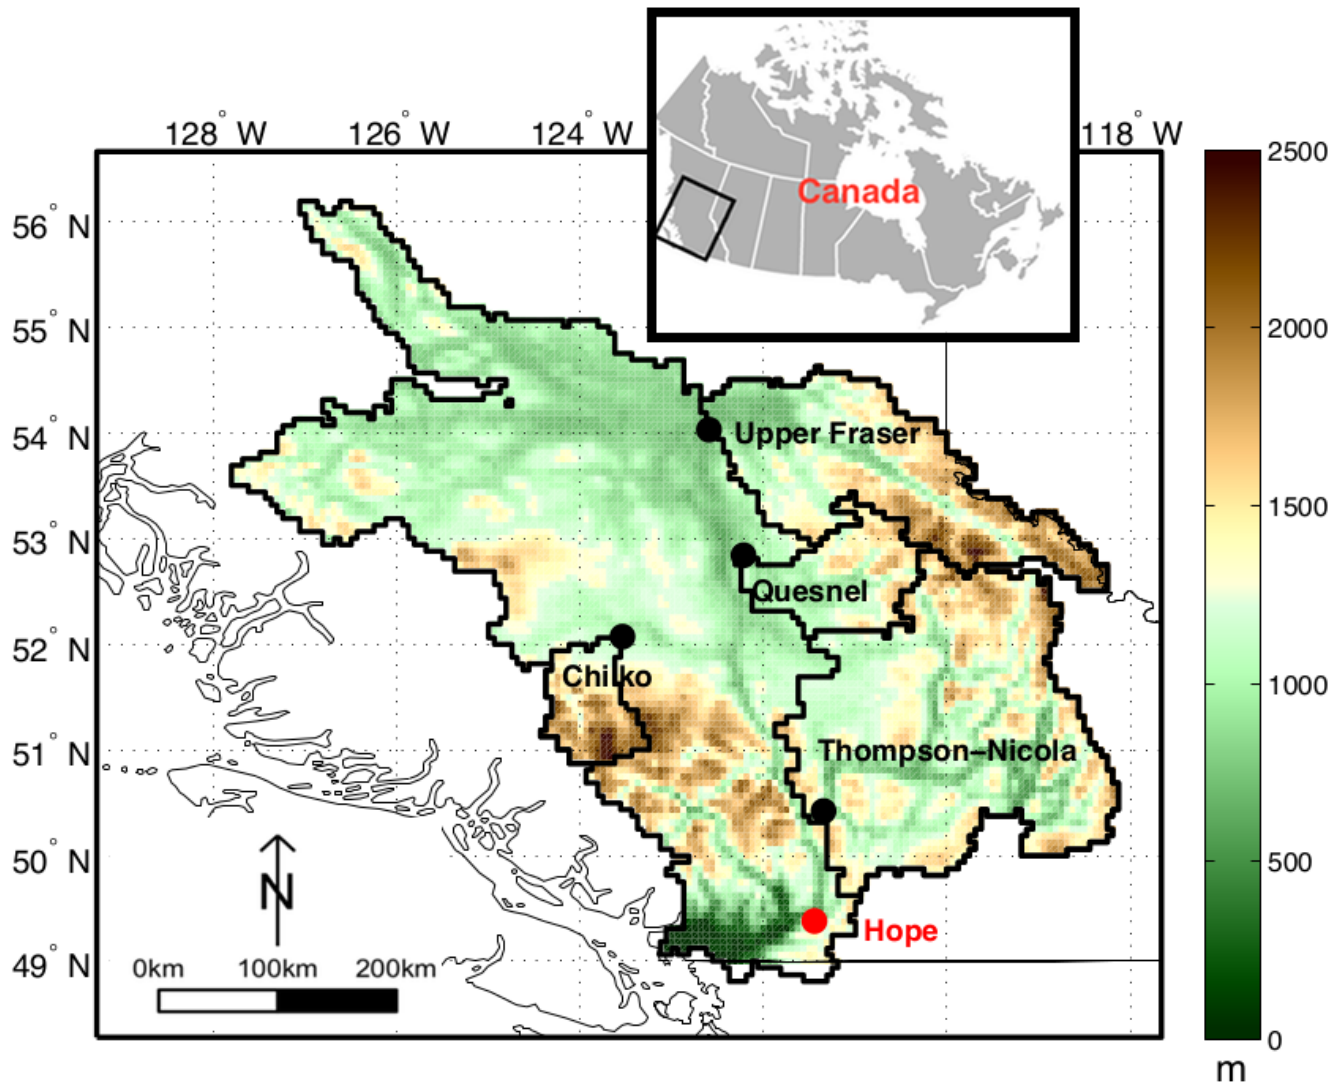 128° W 126° W 124° W 118° W
Canada
2500
56° N
55° N
2000
54° N
Upper Fraser
1500
53° N
Quesnel
52° N
Chilko
1000
51° N
Thompson–Nicola
50° N
500
N
Hope
49° N
0km 100km 200km
0
m